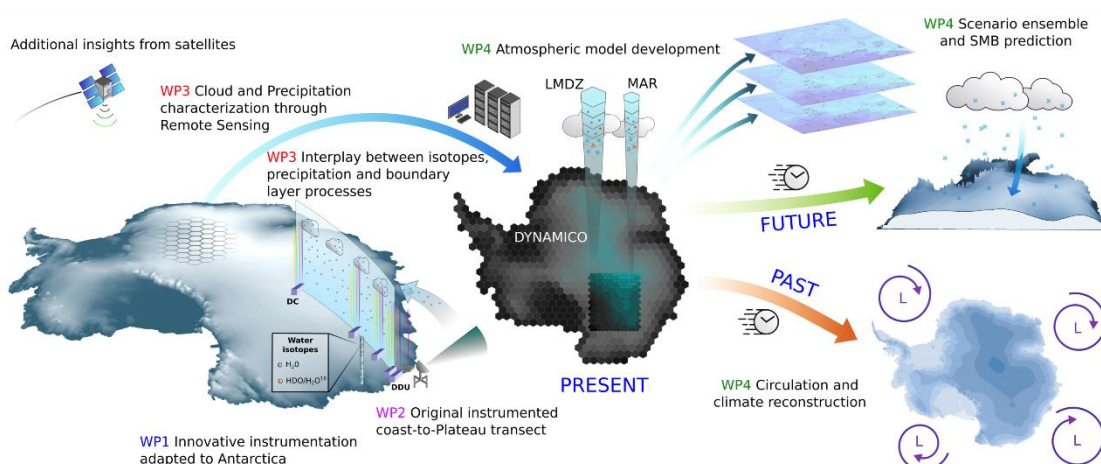 Additional insights from satellites
WP3 Cloud and Precipitation
characterization through
Remote Sensing
WP3 Interplay between isotopes,
precipitation and boundary
layer processes
DC
Water
isotopes
H₂0
HDO/H₂O¹⁸
DDU
WP1 Innovative instrumentation
adapted to Antarctica
WP2 Original instrumented
coast-to-Plateau transect
WP4 Atmospheric model development
LMDZ
MAR
DYNAMICO
PRESENT
WP4 Scenario ensemble
and SMB prediction
FUTURE
PAST
WP4 Circulation and
climate reconstruction
L
L
L
L